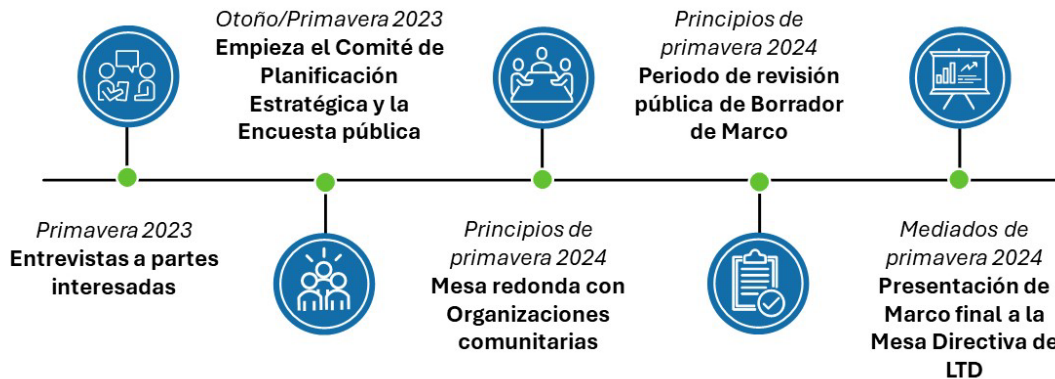 Primavera 2023
Entrevistas a partes
interesadas
Otoño/Primavera 2023
Empieza el Comité de
Planificación
Estratégica y la
Encuesta pública
Principios de
primavera 2024
Mesa redonda con
Organizaciones
comunitarias
Principios de
primavera 2024
Periodo de revisión
pública de Borrador
de Marco
Mediados de
primavera 2024
Presentación de
Marco final a la
Mesa Directiva de
LTD